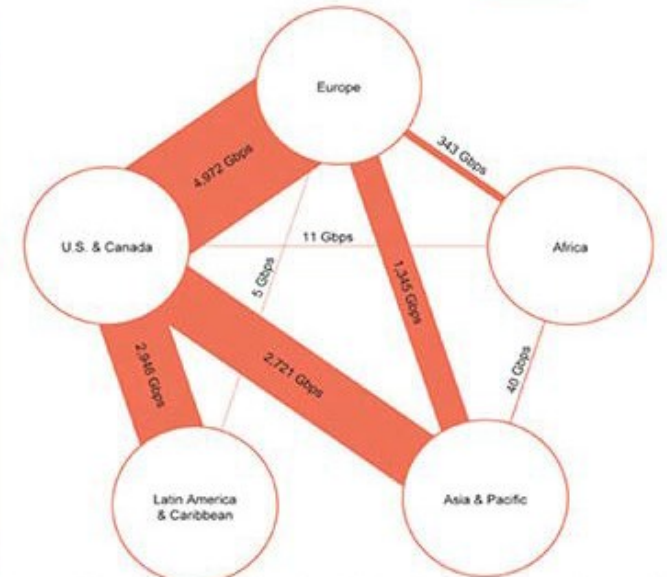 Europe
4,972 Gbps
343 Gbps
U.S. & Canada
11 Gbps
Africa
5 Gbps
1,345 Gbps
2,946 Gbps
2,721 Gbps
40 Gbps
Latin America
& Caribbean
Asia & Pacific